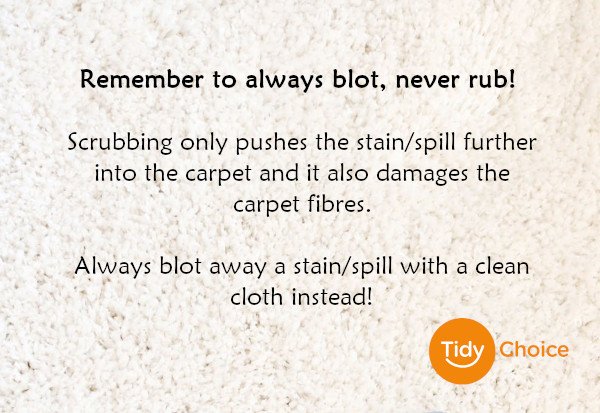 Remember to always blot, never rub!
Scrubbing only pushes the stain/spill further
into the carpet and it also damages the
carpet fibres.
Always blot away a stain/spill with a clean
cloth instead!
Tidy Choice